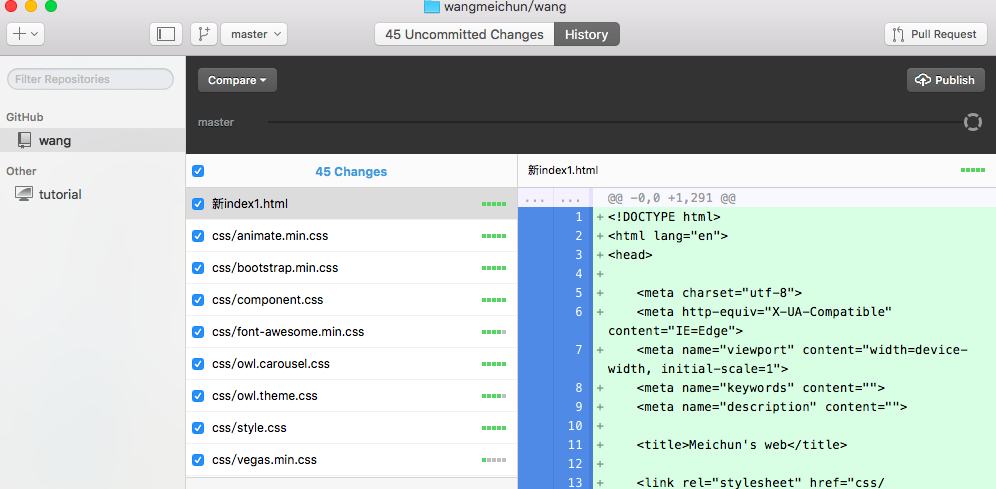 wangmeichun/wang
master
45 Uncommitted Changes
History
Pull Request
Filter Repositories
GitHub
wang
Other
tutorial
Compare
Publish
master
45 Changes
新index1.html
css/animate.min.css
css/bootstrap.min.css
css/component.css
css/font-awesome.min.css
css/owl.carousel.css
css/owl.theme.css
css/style.css
css/vegas.min.css
新index1.html
... ... @@ -0,0 +1,291 @@
1 +<!DOCTYPE html>
2 +<html lang="en">
3 +<head>
4 +
5 +    <meta charset="utf-8">
6 +    <meta http-equiv="X-UA-Compatible"
content="IE=Edge">
7 +    <meta name="viewport" content="width=device-
width, initial-scale=1">
8 +    <meta name="keywords" content="">
9 +    <meta name="description" content="">
10 +
11 +    <title>Meichun's web</title>
12 +
13 +    <link rel="stylesheet" href="css/